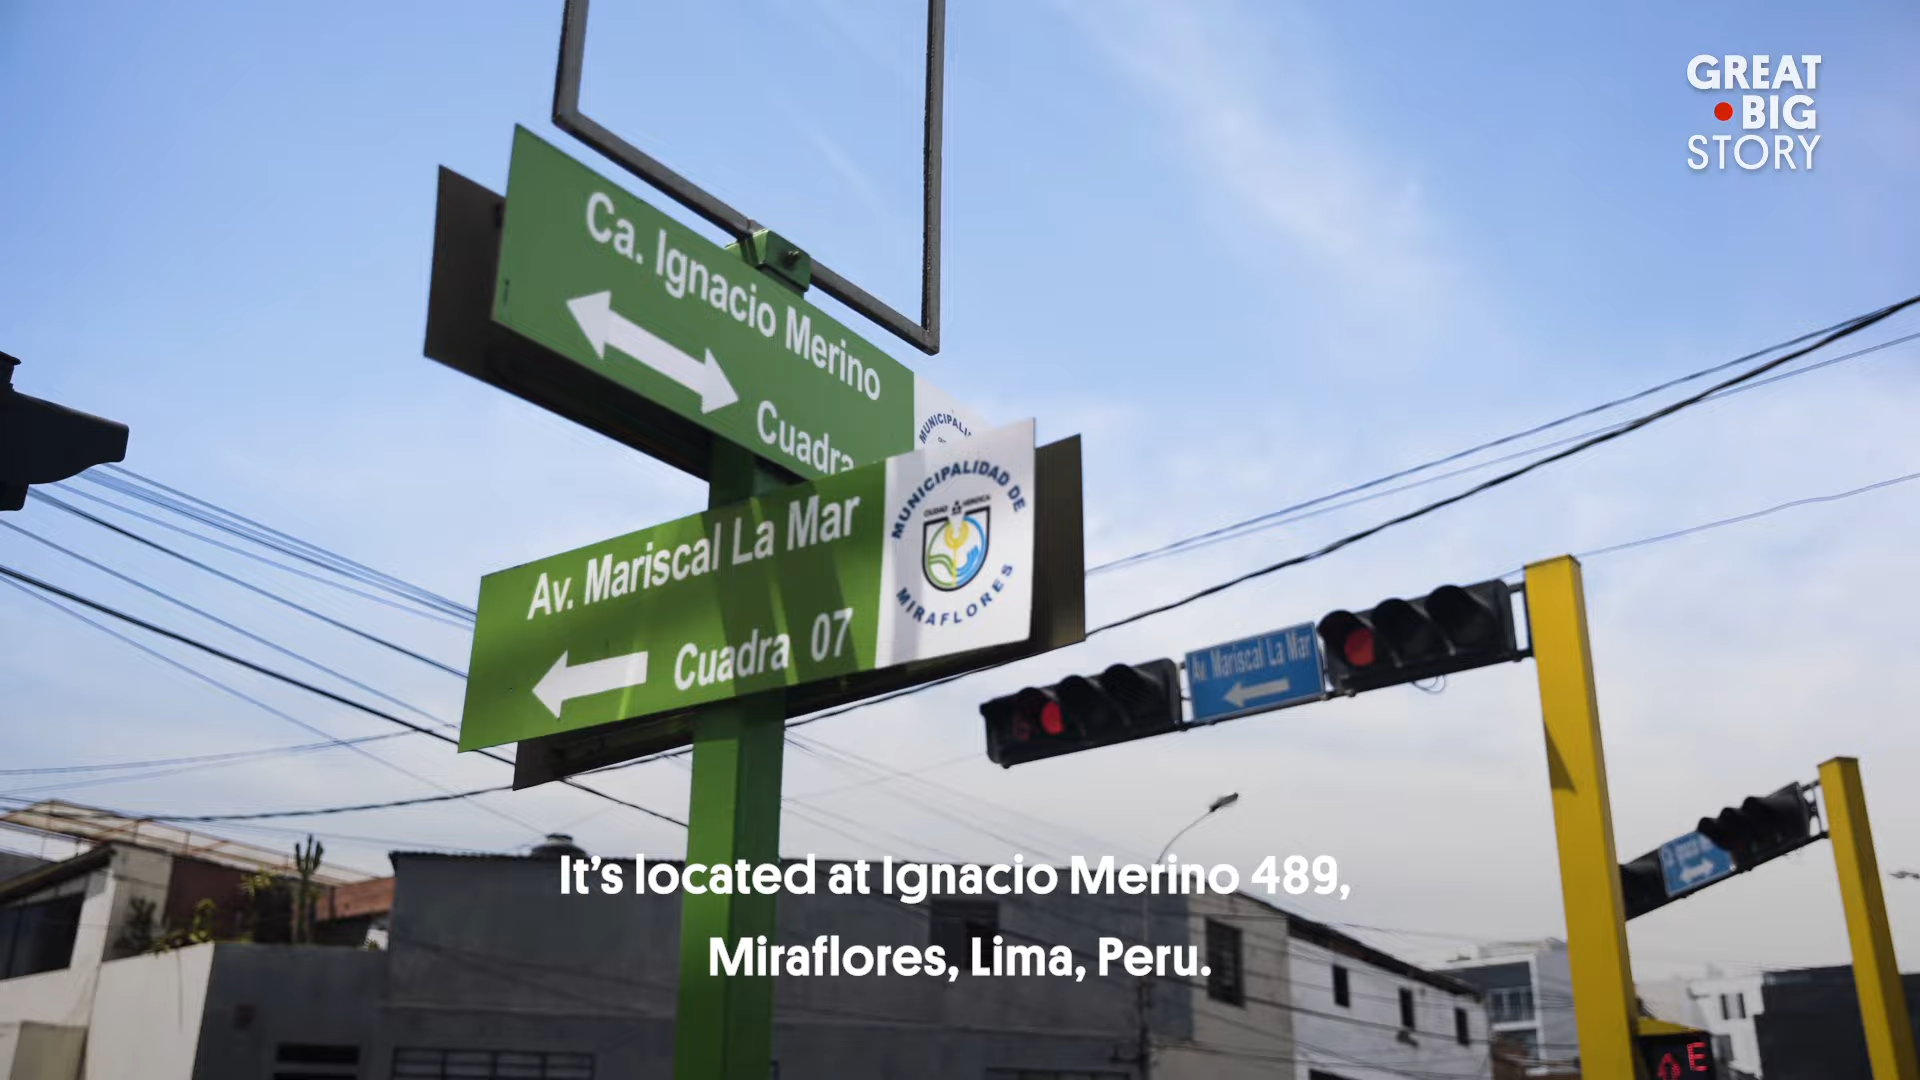 GREAT
BIG
STORY
Ca. Ignacio Merino
Cuadra
MUNICIPALI
Av. Mariscal La Mar
Cuadra 07
MUNICIPALIDAD DE
MIRAFLORES
Av. Mariscal La Mar
It's located at Ignacio Merino 489,
Miraflores, Lima, Peru.
E